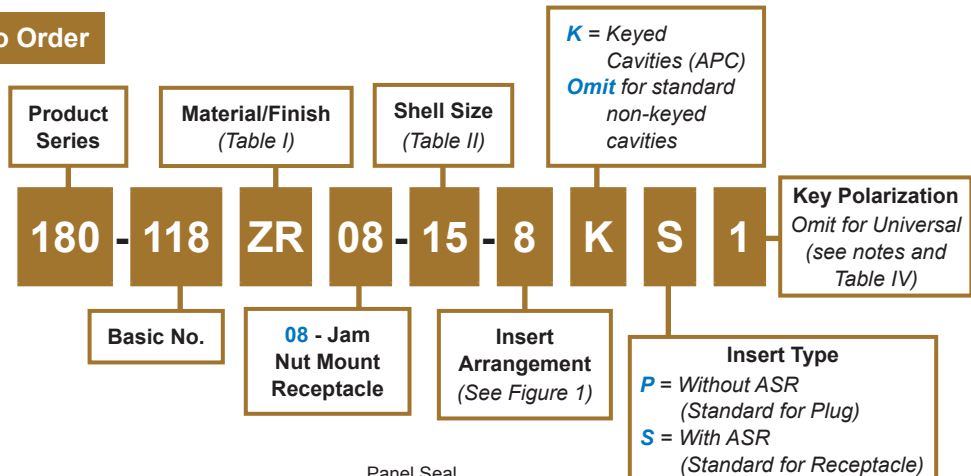 o Order
K = Keyed
Cavities (APC)
Omit for standard
non-keyed
cavities
Product
Series
Material/Finish
(Table I)
Shell Size
(Table II)
180 - 118 ZR 08 - 15 - 8 K S 1
Key Polarization
Omit for Universal
(see notes and
Table IV)
Basic No.
08 - Jam
Nut Mount
Receptacle
Insert
Arrangement
(See Figure 1)
Insert Type
P = Without ASR
(Standard for Plug)
S = With ASR
(Standard for Receptacle)
Panel Seal